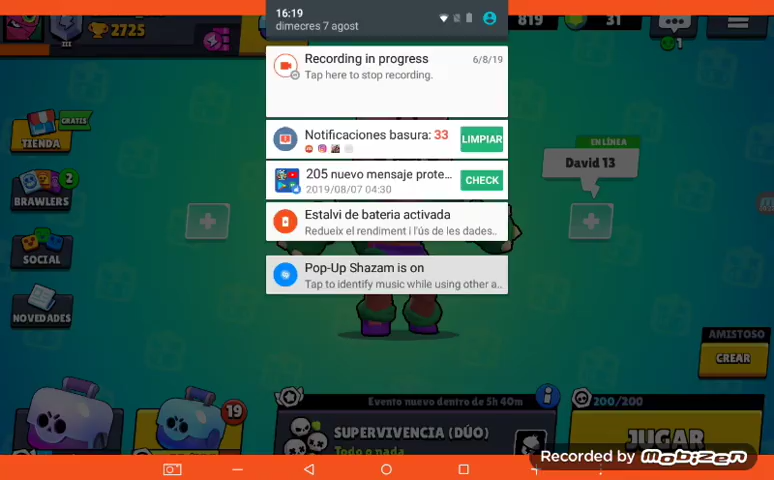 16:19
dimecres 7 agost
Recording in progress
6/8/19
Tap here to stop recording.
Notificaciones basura: 33
LIMPIAR
205 nuevo mensaje prote...
2019/08/07 04:30
CHECK
Estalvi de bateria activada
Redueix el rendiment i l'ús de les dades..
Pop-Up Shazam is on
Tap to identify music while using other a..
III
2725
819
31
1
GRATIS
TIENDA
2
BRAWLERS
SOCIAL
NOVEDADES
EN LÍNEA
David 13
AMISTOSO
CREAR
19
Evento nuevo dentro de 5h 40m
SUPERVIVENCIA (DÚO)
Todo o nada
200/200
JUGAR
Recorded by Mobizen